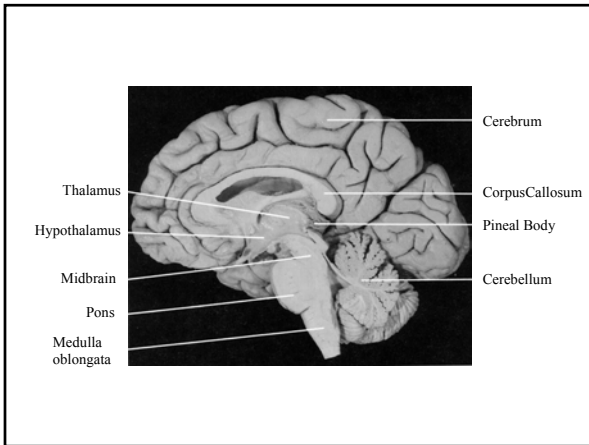 Cerebrum
Thalamus
CorpusCallosum
Hypothalamus
Pineal Body
Midbrain
Cerebellum
Pons
Medulla
oblongata